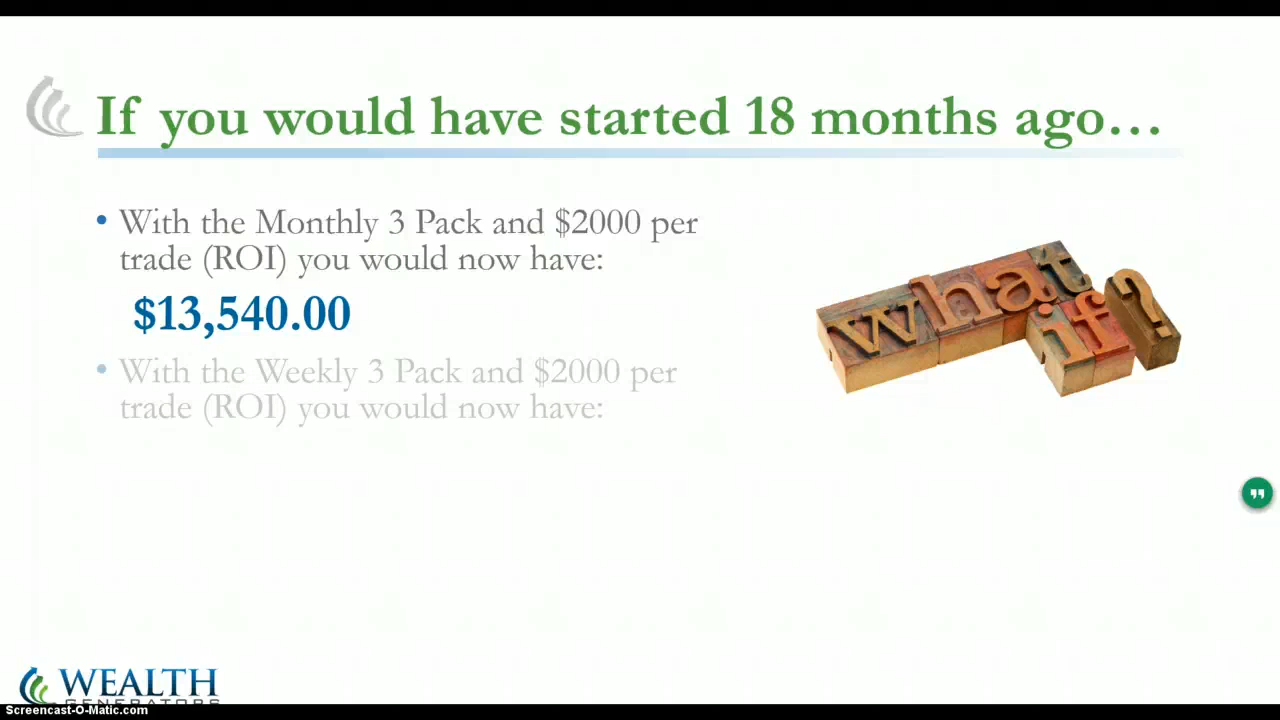 If you would have started 18 months ago...
• With the Monthly 3 Pack and $2000 per
trade (ROI) you would now have:
$13,540.00
• With the Weekly 3 Pack and $2000 per
trade (ROI) you would now have:
what
if?
WEALTH
GENERATORS
Screencast-O-Matic.com